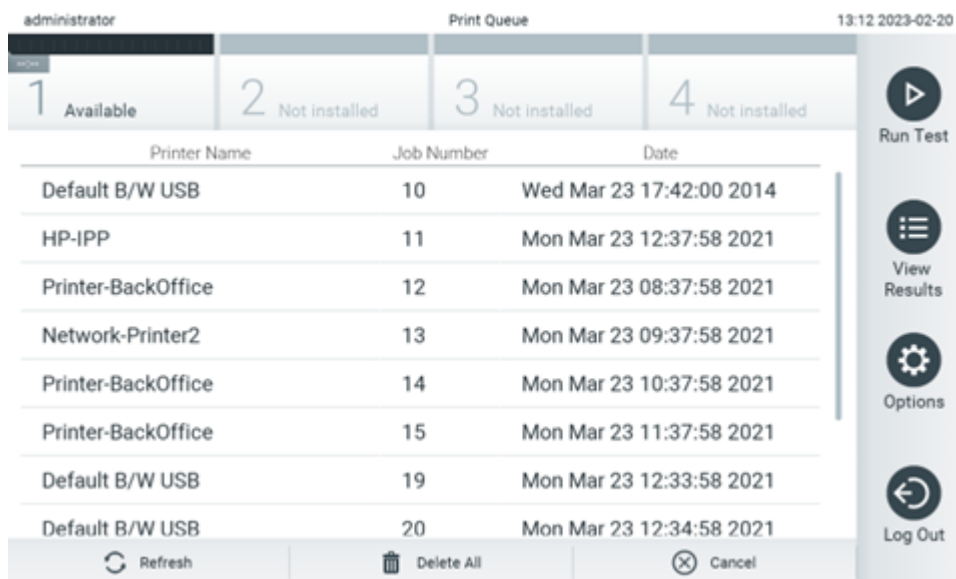 administrator Print Queue 13:12 2023-02-20
1 Available 2 Not installed 3 Not installed 4 Not installed
Run Test
Printer Name Job Number Date
Default B/W USB 10 Wed Mar 23 17:42:00 2014
HP-IPP 11 Mon Mar 23 12:37:58 2021
View
Results
Printer-BackOffice 12 Mon Mar 23 08:37:58 2021
Network-Printer2 13 Mon Mar 23 09:37:58 2021
Printer-BackOffice 14 Mon Mar 23 10:37:58 2021
Options
Printer-BackOffice 15 Mon Mar 23 11:37:58 2021
Default B/W USB 19 Mon Mar 23 12:33:58 2021
Default B/W USB 20 Mon Mar 23 12:34:58 2021
Log Out
Refresh Delete All Cancel